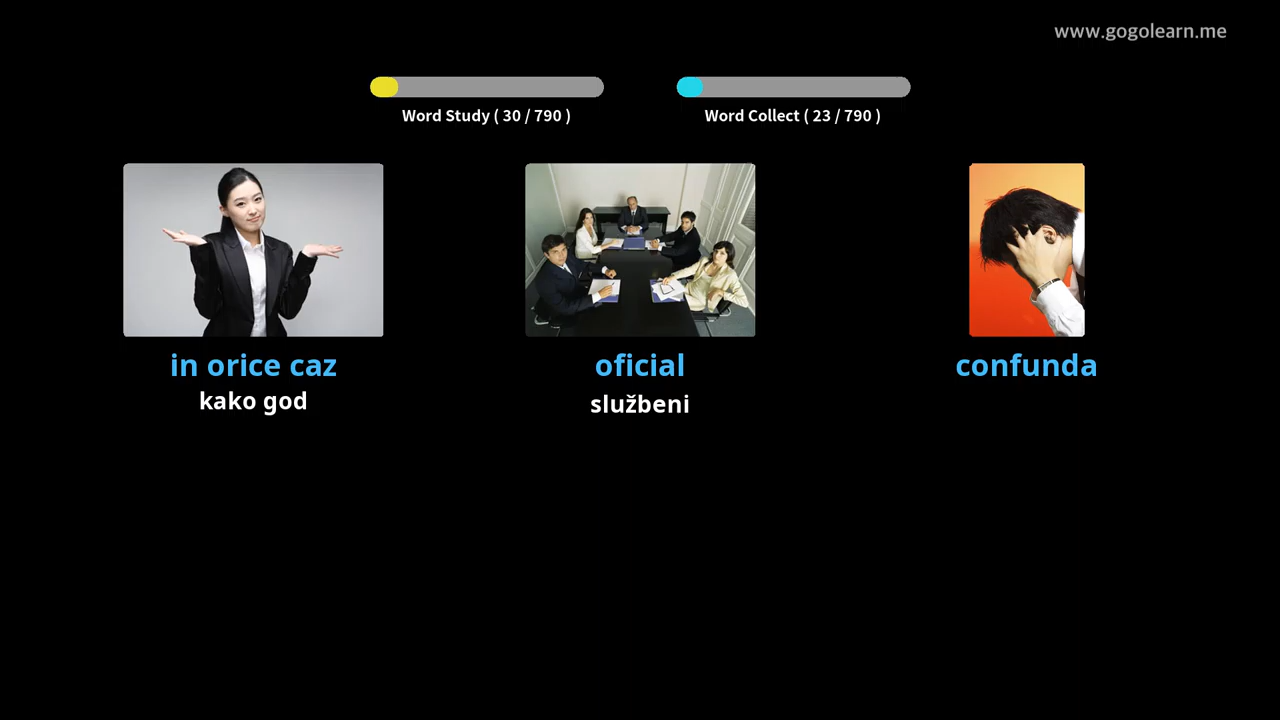 www.gogolearn.me
Word Study ( 30 / 790 )
Word Collect ( 23 / 790 )
in orice caz
oficial
confunda
kako god
službeni